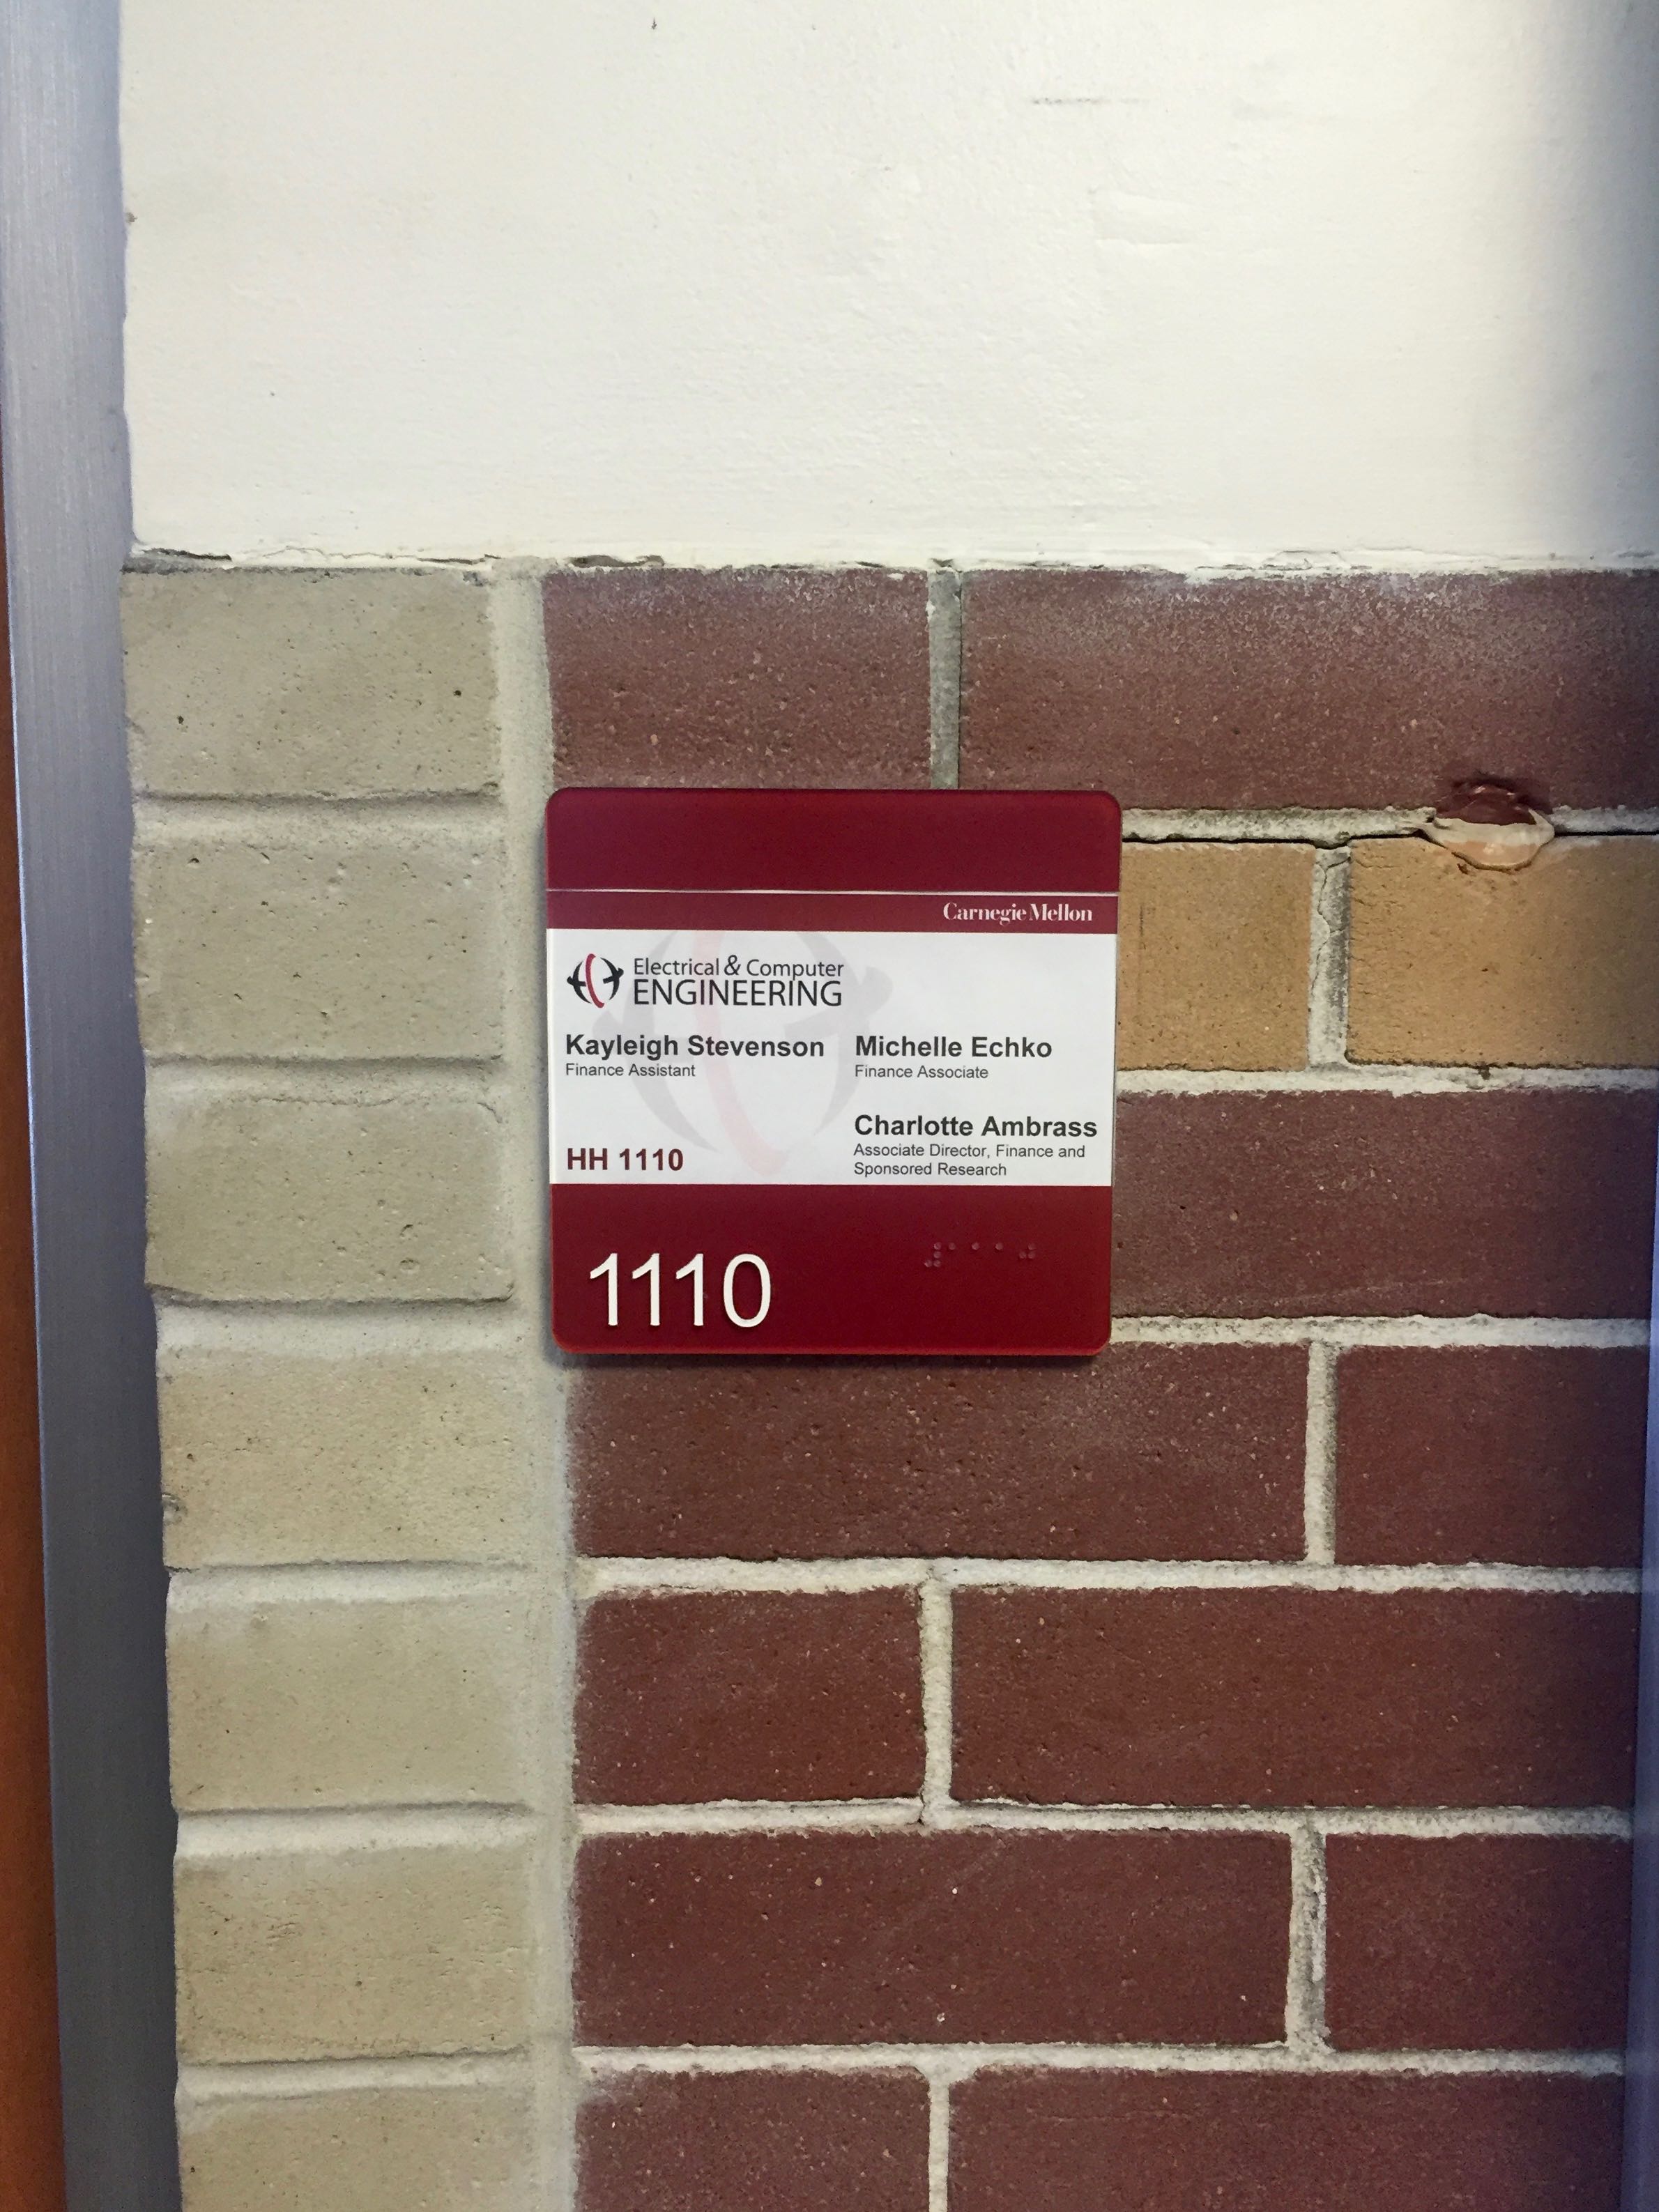 Carnegie Mellon
Electrical & Computer
ENGINEERING
Kayleigh Stevenson
Finance Assistant
Michelle Echko
Finance Associate
Charlotte Ambrass
Associate Director, Finance and
Sponsored Research
HH 1110
1110